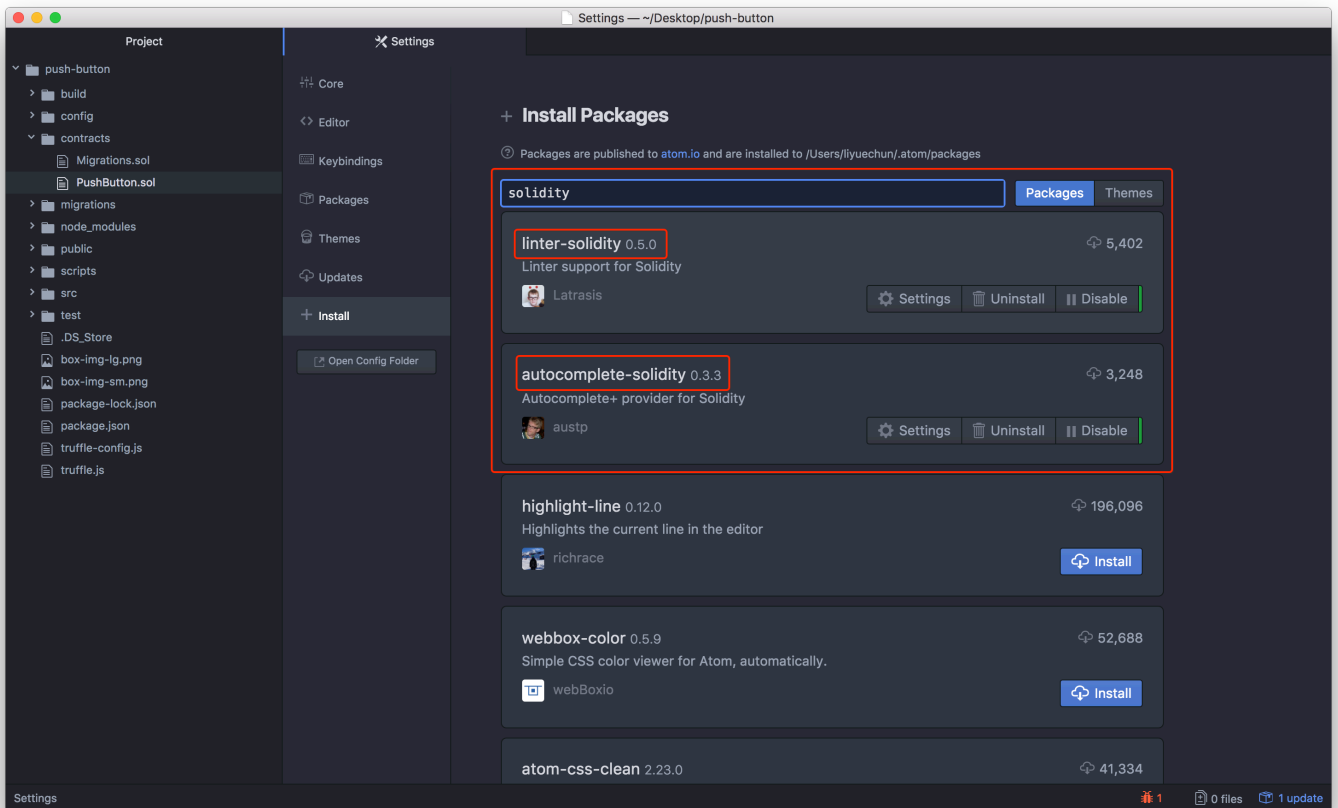 Settings — ~/Desktop/push-button
Project
push-button
build
config
contracts
Migrations.sol
PushButton.sol
migrations
node_modules
public
scripts
src
test
.DS_Store
box-img-lg.png
box-img-sm.png
package-lock.json
package.json
truffle-config.js
truffle.js
Settings
Core
Editor
Keybindings
Packages
Themes
Updates
Install
Open Config Folder
Install Packages
Packages are published to atom.io and are installed to /Users/liyuechun/.atom/packages
solidity
Packages Themes
linter-solidity 0.5.0 5,402
Linter support for Solidity
Latrasis
Settings Uninstall Disable
autocomplete-solidity 0.3.3 3,248
Autocomplete+ provider for Solidity
austp
Settings Uninstall Disable
highlight-line 0.12.0 196,096
Highlights the current line in the editor
richrace
Install
webbox-color 0.5.9 52,688
Simple CSS color viewer for Atom, automatically.
webBoxio
Install
atom-css-clean 2.23.0 41,334
Settings
1 0 files 1 update